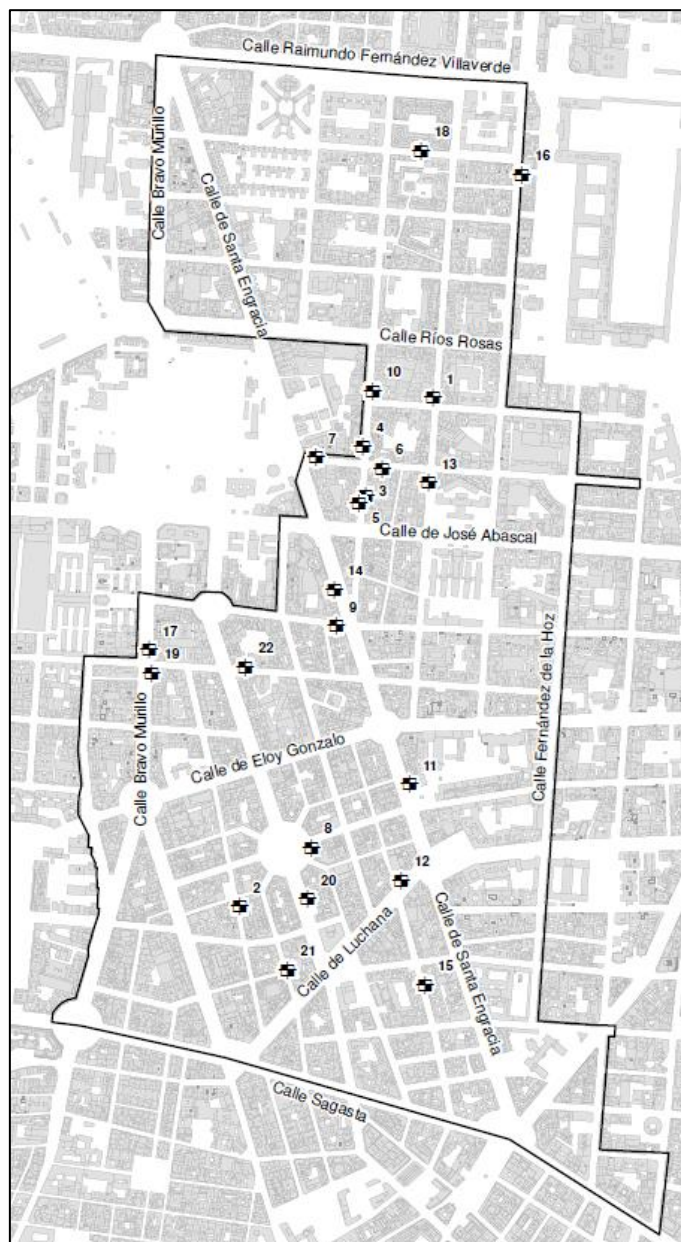 Calle Raimundo Fernández Villaverde
18
16
Calle Bravo Murillo
Calle de Santa Engracia
Calle Ríos Rosas
10
1
4
7
6
13
3
5
Calle de José Abascal
14
9
17
22
19
Calle Fernández de la Hoz
Calle de Eloy Gonzalo
Calle Bravo Murillo
11
8
12
20
2
Calle de Luchana
Calle de Santa Engracia
21
15
Calle Sagasta